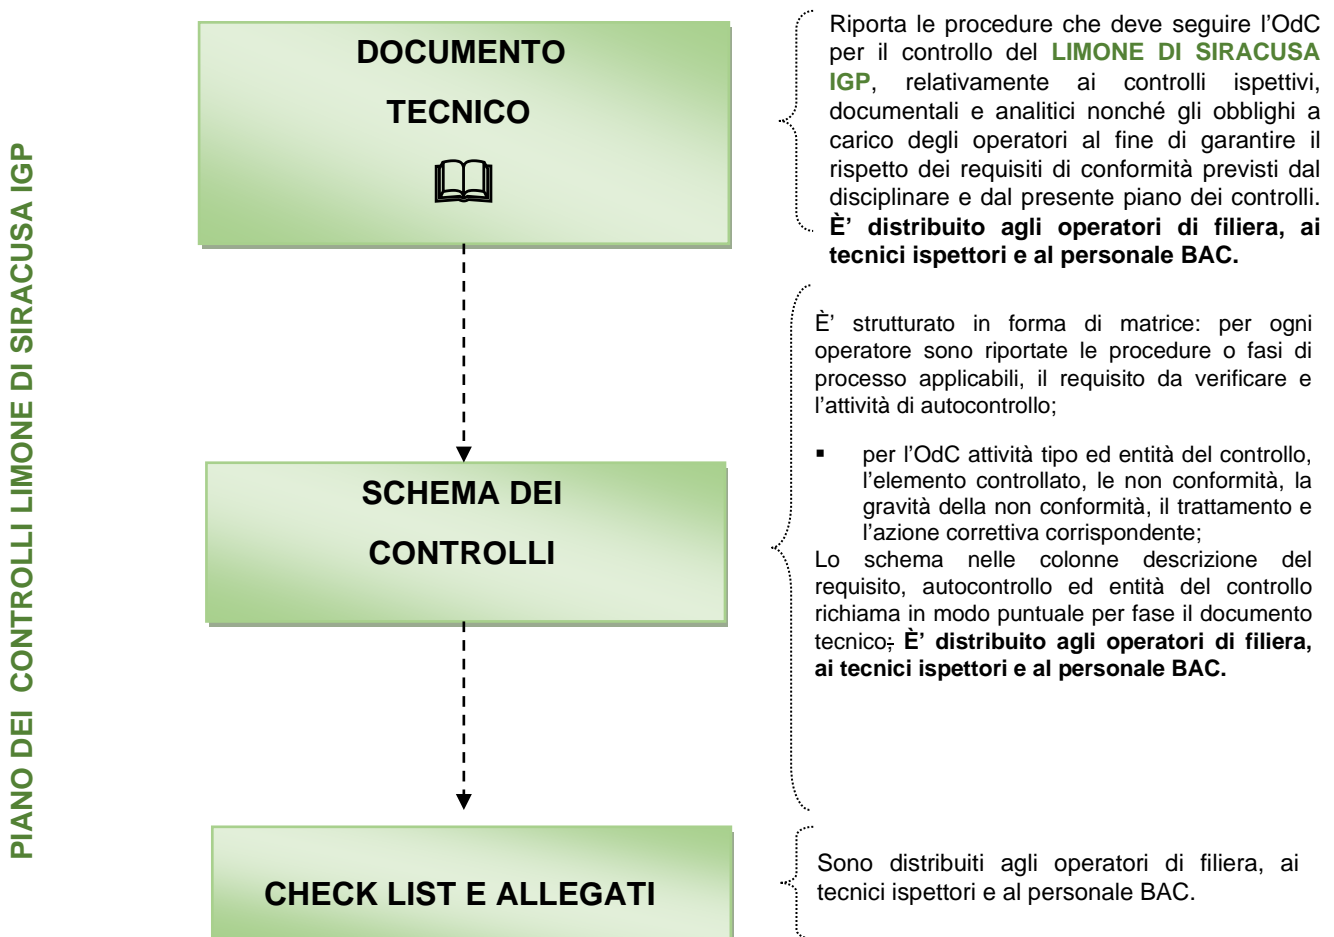 PIANO DEI CONTROLLI LIMONE DI SIRACUSA IGP
DOCUMENTO
TECNICO
Riporta le procedure che deve seguire l’OdC
per il controllo del LIMONE DI SIRACUSA
IGP, relativamente ai controlli ispettivi,
documentali e analitici nonché gli obblighi a
carico degli operatori al fine di garantire il
rispetto dei requisiti di conformità previsti dal
disciplinare e dal presente piano dei controlli.
È’ distribuito agli operatori di filiera, ai
tecnici ispettori e al personale BAC.
SCHEMA DEI
CONTROLLI
È’ strutturato in forma di matrice: per ogni
operatore sono riportate le procedure o fasi di
processo applicabili, il requisito da verificare e
l’attività di autocontrollo;
▪ per l’OdC attività tipo ed entità del controllo,
l’elemento controllato, le non conformità, la
gravità della non conformità, il trattamento e
l’azione correttiva corrispondente;
Lo schema nelle colonne descrizione del
requisito, autocontrollo ed entità del controllo
richiama in modo puntuale per fase il documento
tecnico; È’ distribuito agli operatori di filiera,
ai tecnici ispettori e al personale BAC.
CHECK LIST E ALLEGATI
Sono distribuiti agli operatori di filiera, ai
tecnici ispettori e al personale BAC.